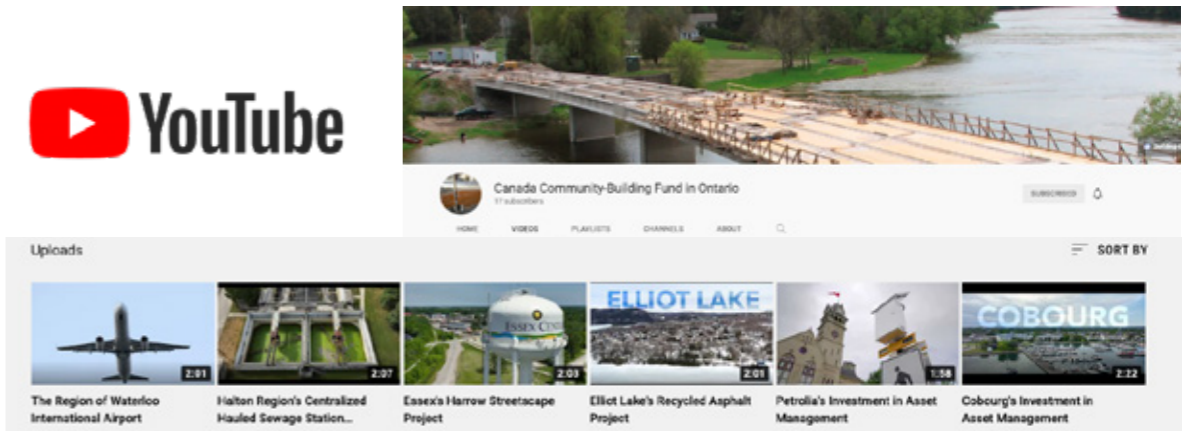 YouTube
Canada Community-Building Fund in Ontario
17 subscribers
SUBSCRIBED
HOME VIDEOS PLAYLISTS CHANNELS ABOUT
Uploads
SORT BY
ESSEX
ELLIOT LAKE
COBOURG
2:01
2:07
2:03
2:01
1:58
2:22
The Region of Waterloo
International Airport
Halton Region's Centralized
Hauled Sewage Station...
Essex's Harrow Streetscape
Project
Elliot Lake's Recycled Asphalt
Project
Petrolia's Investment in Asset
Management
Cobourg's Investment in
Asset Management